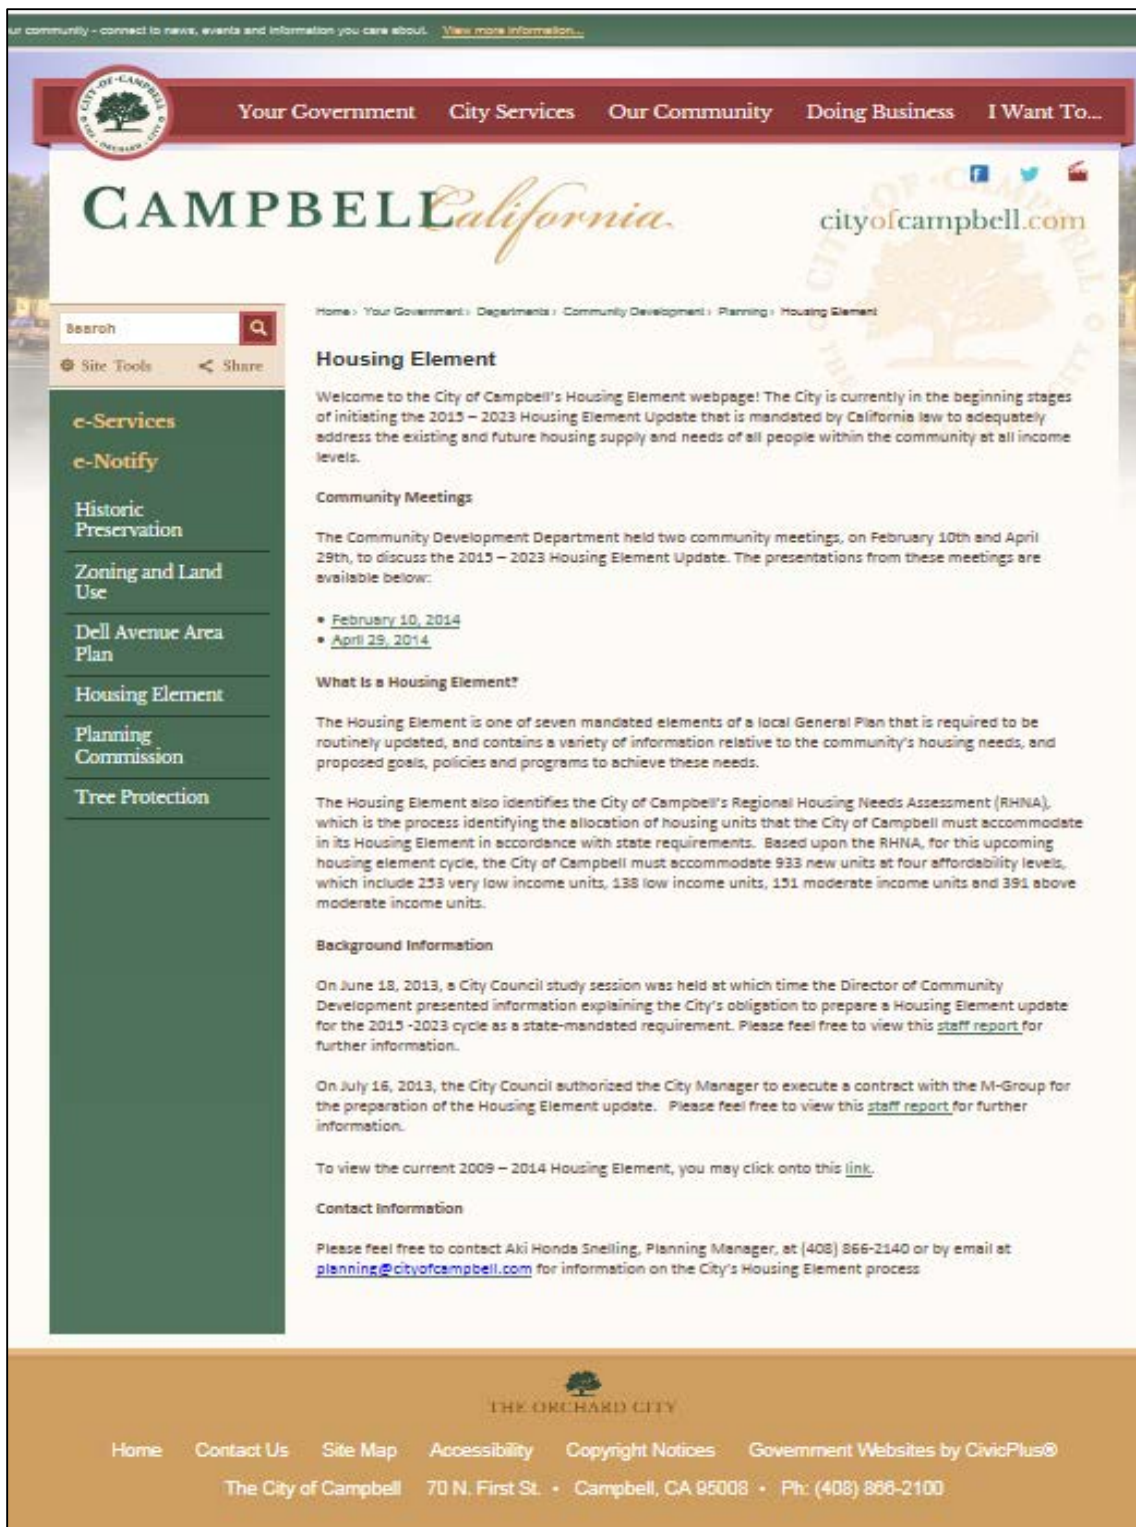 ur community - connect to news, events and information you care about. View more information...
CITY·OF·CAMPBELL
THE·ORCHARD·CITY
Your Government City Services Our Community Doing Business I Want To...
CAMPBELL California
cityofcampbell.com
Search
Site Tools Share
e-Services
e-Notify
Historic
Preservation
Zoning and Land
Use
Dell Avenue Area
Plan
Housing Element
Planning
Commission
Tree Protection
Home › Your Government › Departments › Community Development › Planning › Housing Element
Housing Element
Welcome to the City of Campbell's Housing Element webpage! The City is currently in the beginning stages
of initiating the 2015 – 2023 Housing Element Update that is mandated by California law to adequately
address the existing and future housing supply and needs of all people within the community at all income
levels.
Community Meetings
The Community Development Department held two community meetings, on February 10th and April
29th, to discuss the 2015 – 2023 Housing Element Update. The presentations from these meetings are
available below:
• February 10, 2014
• April 29, 2014
What Is a Housing Element?
The Housing Element is one of seven mandated elements of a local General Plan that is required to be
routinely updated, and contains a variety of information relative to the community's housing needs, and
proposed goals, policies and programs to achieve these needs.
The Housing Element also identifies the City of Campbell's Regional Housing Needs Assessment (RHNA),
which is the process identifying the allocation of housing units that the City of Campbell must accommodate
in its Housing Element in accordance with state requirements. Based upon the RHNA, for this upcoming
housing element cycle, the City of Campbell must accommodate 933 new units at four affordability levels,
which include 253 very low income units, 138 low income units, 151 moderate income units and 391 above
moderate income units.
Background Information
On June 18, 2013, a City Council study session was held at which time the Director of Community
Development presented information explaining the City's obligation to prepare a Housing Element update
for the 2015 -2023 cycle as a state-mandated requirement. Please feel free to view this staff report for
further information.
On July 16, 2013, the City Council authorized the City Manager to execute a contract with the M-Group for
the preparation of the Housing Element update. Please feel free to view this staff report for further
information.
To view the current 2009 – 2014 Housing Element, you may click onto this link.
Contact Information
Please feel free to contact Aki Honda Snelling, Planning Manager, at (408) 866-2140 or by email at
planning@cityofcampbell.com for information on the City's Housing Element process
THE ORCHARD CITY
Home Contact Us Site Map Accessibility Copyright Notices Government Websites by CivicPlus®
The City of Campbell 70 N. First St. • Campbell, CA 95008 • Ph: (408) 866-2100